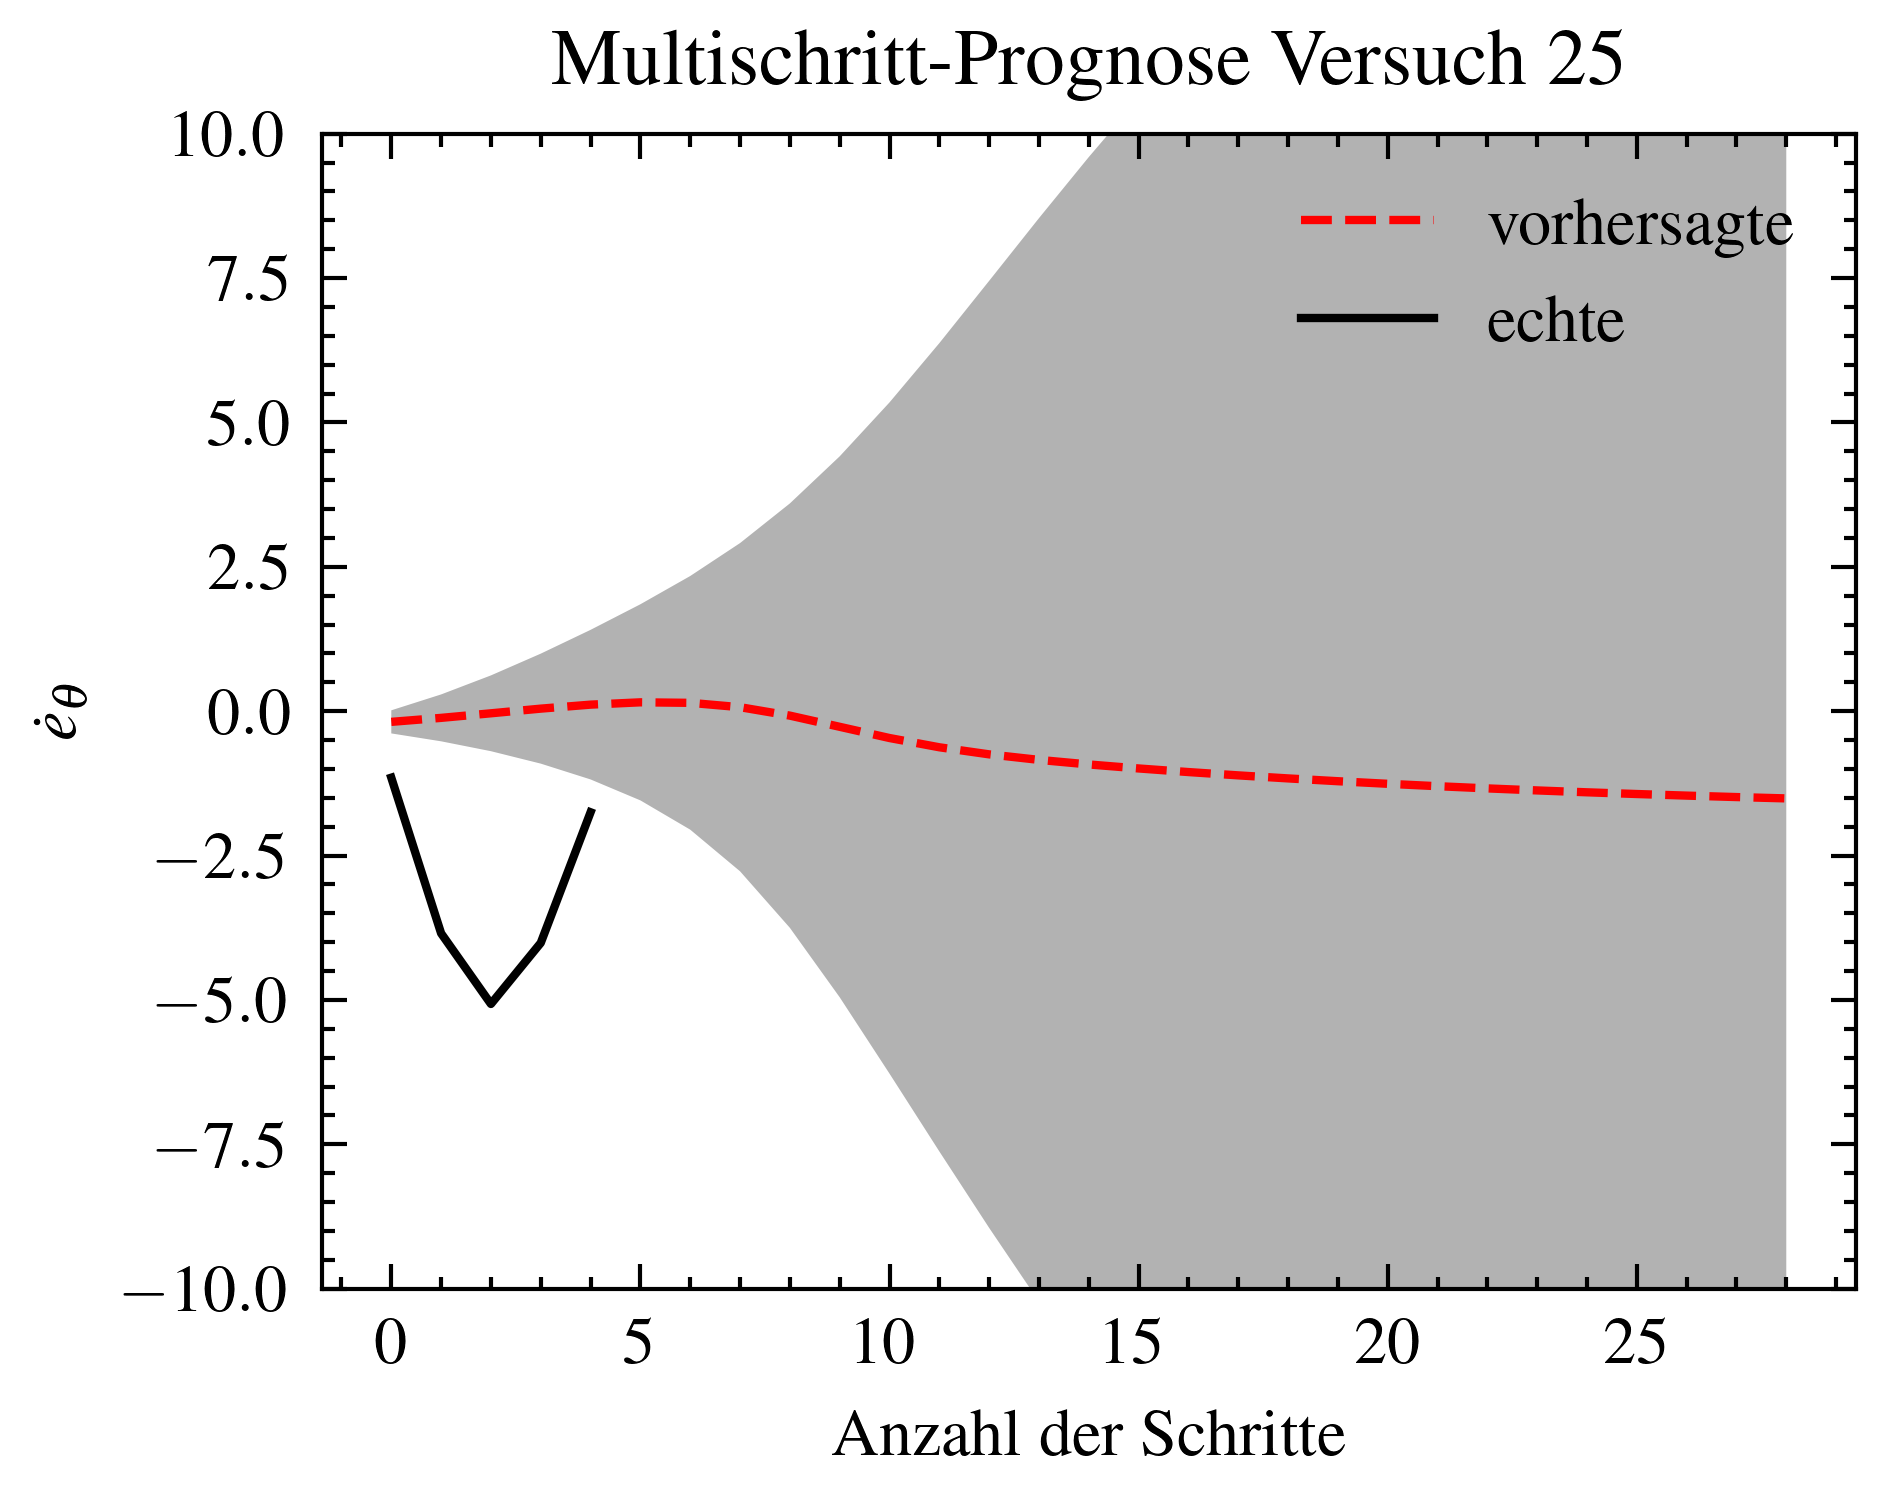 Multischritt-Prognose Versuch 25
10.0
7.5
5.0
2.5
0.0
−2.5
−5.0
−7.5
−10.0
ė_θ
vorhersagte
echte
0 5 10 15 20 25
Anzahl der Schritte